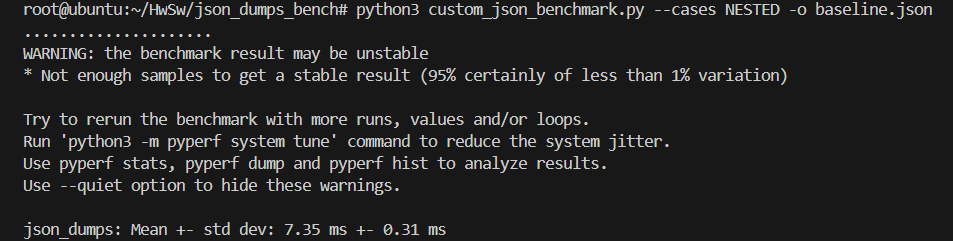 root@ubuntu:~/HwSw/json_dumps_bench# python3 custom_json_benchmark.py --cases NESTED -o baseline.json
.....................
WARNING: the benchmark result may be unstable
* Not enough samples to get a stable result (95% certainly of less than 1% variation)
Try to rerun the benchmark with more runs, values and/or loops.
Run 'python3 -m pyperf system tune' command to reduce the system jitter.
Use pyperf stats, pyperf dump and pyperf hist to analyze results.
Use --quiet option to hide these warnings.
json_dumps: Mean +- std dev: 7.35 ms +- 0.31 ms